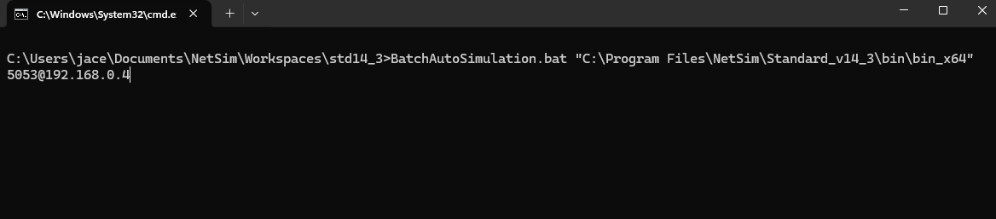 C:\Windows\System32\cmd.e
C:\Users\jace\Documents\NetSim\Workspaces\std14_3>BatchAutoSimulation.bat "C:\Program Files\NetSim\Standard_v14_3\bin\bin_x64"
5053@192.168.0.4